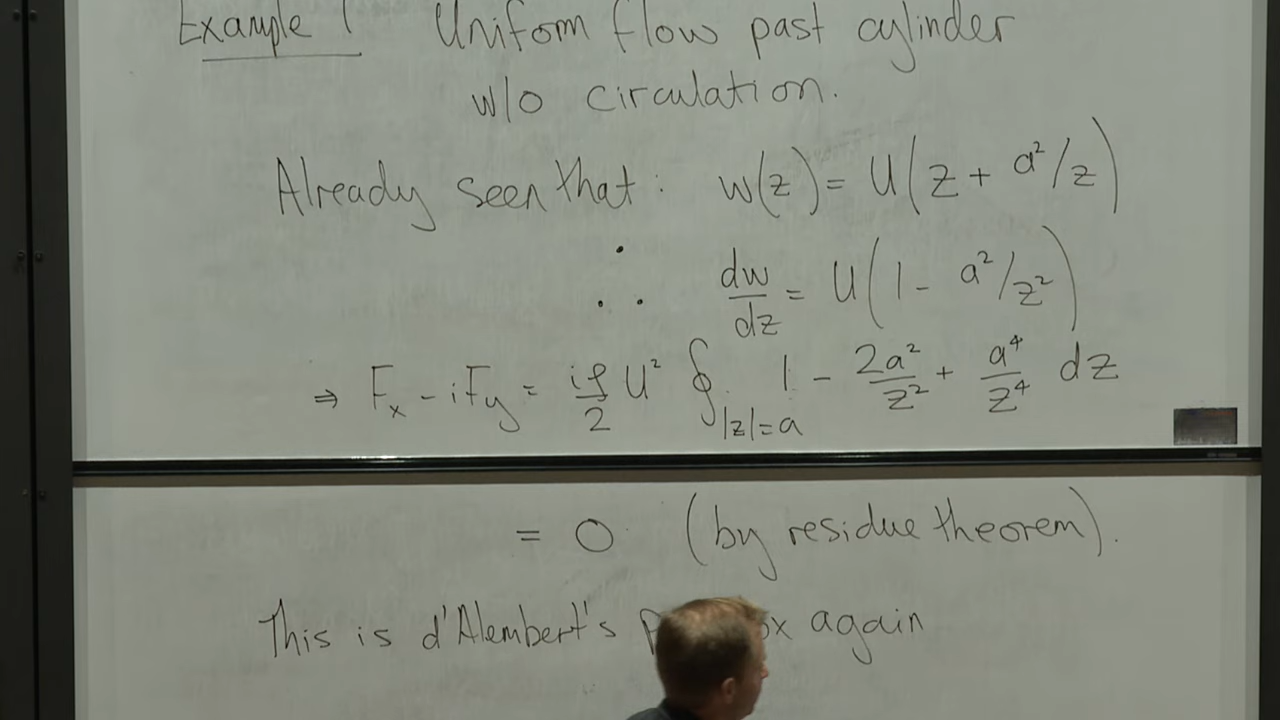 Example 1 Uniform flow past cylinder
w/o circulation.
Already seen that: w(z) = U(z + a²/z)
∴ dw/dz = U(1 - a²/z²)
⇒ Fx - iFy = iρ/2 U² ∮|z|=a 1 - 2a²/z² + a⁴/z⁴ dz
= 0 (by residue theorem).
This is d'Alembert's again